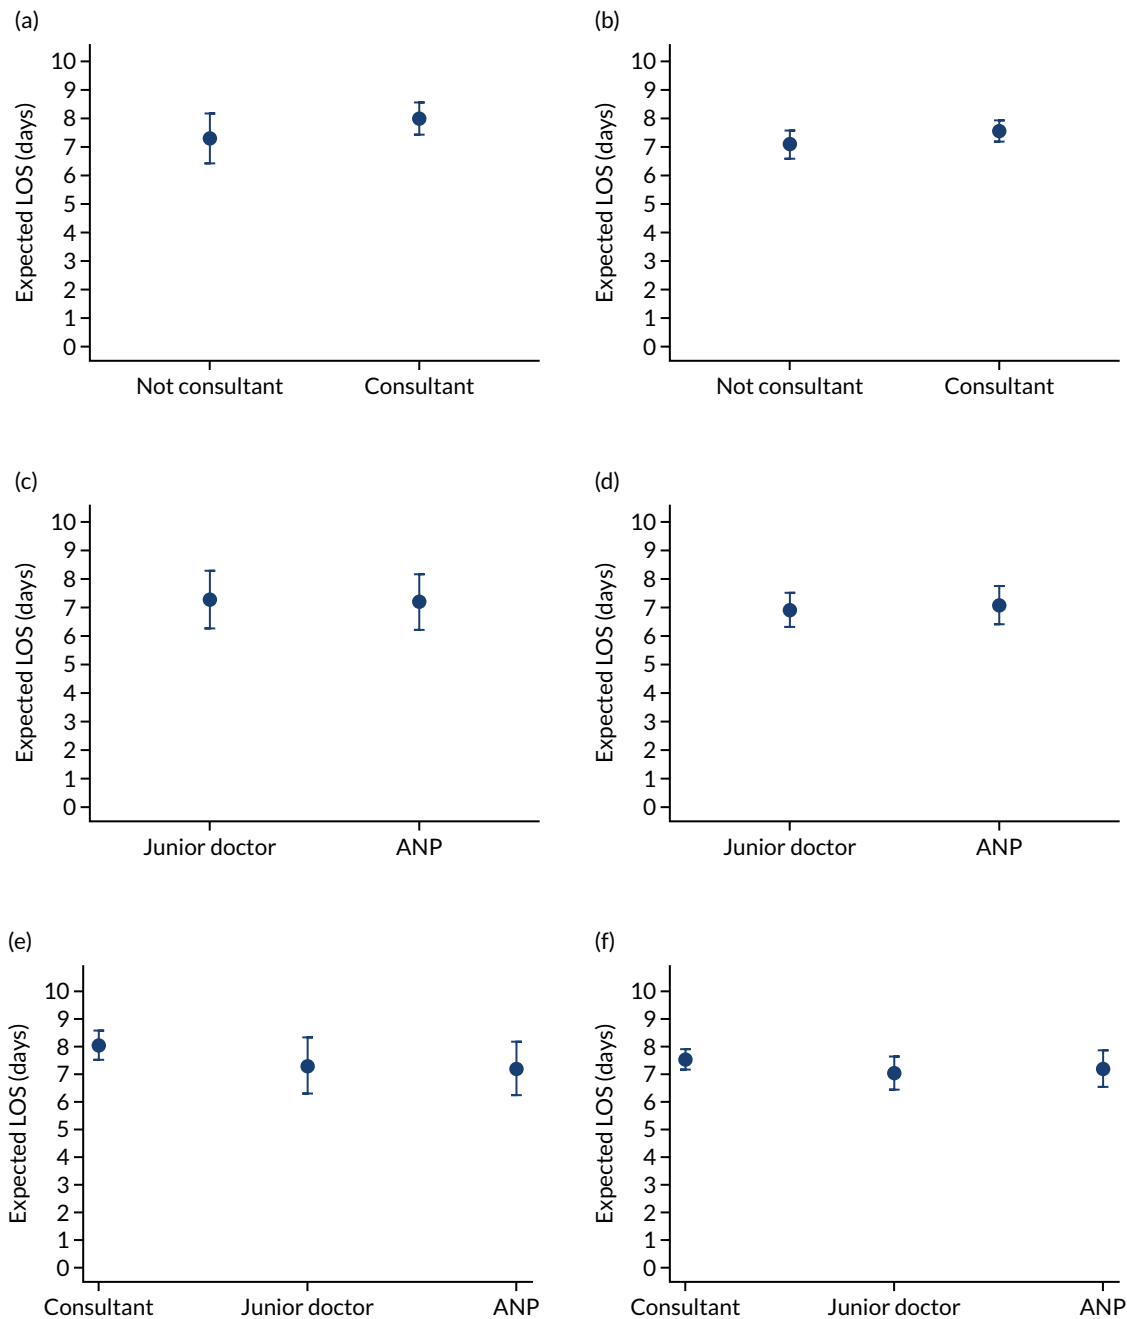 (a)
Expected LOS (days)
10
9
8
7
6
5
4
3
2
1
0
Not consultant
Consultant
(b)
Expected LOS (days)
10
9
8
7
6
5
4
3
2
1
0
Not consultant
Consultant
(c)
Expected LOS (days)
10
9
8
7
6
5
4
3
2
1
0
Junior doctor
ANP
(d)
Expected LOS (days)
10
9
8
7
6
5
4
3
2
1
0
Junior doctor
ANP
(e)
Expected LOS (days)
10
9
8
7
6
5
4
3
2
1
0
Consultant
Junior doctor
ANP
(f)
Expected LOS (days)
10
9
8
7
6
5
4
3
2
1
0
Consultant
Junior doctor
ANP